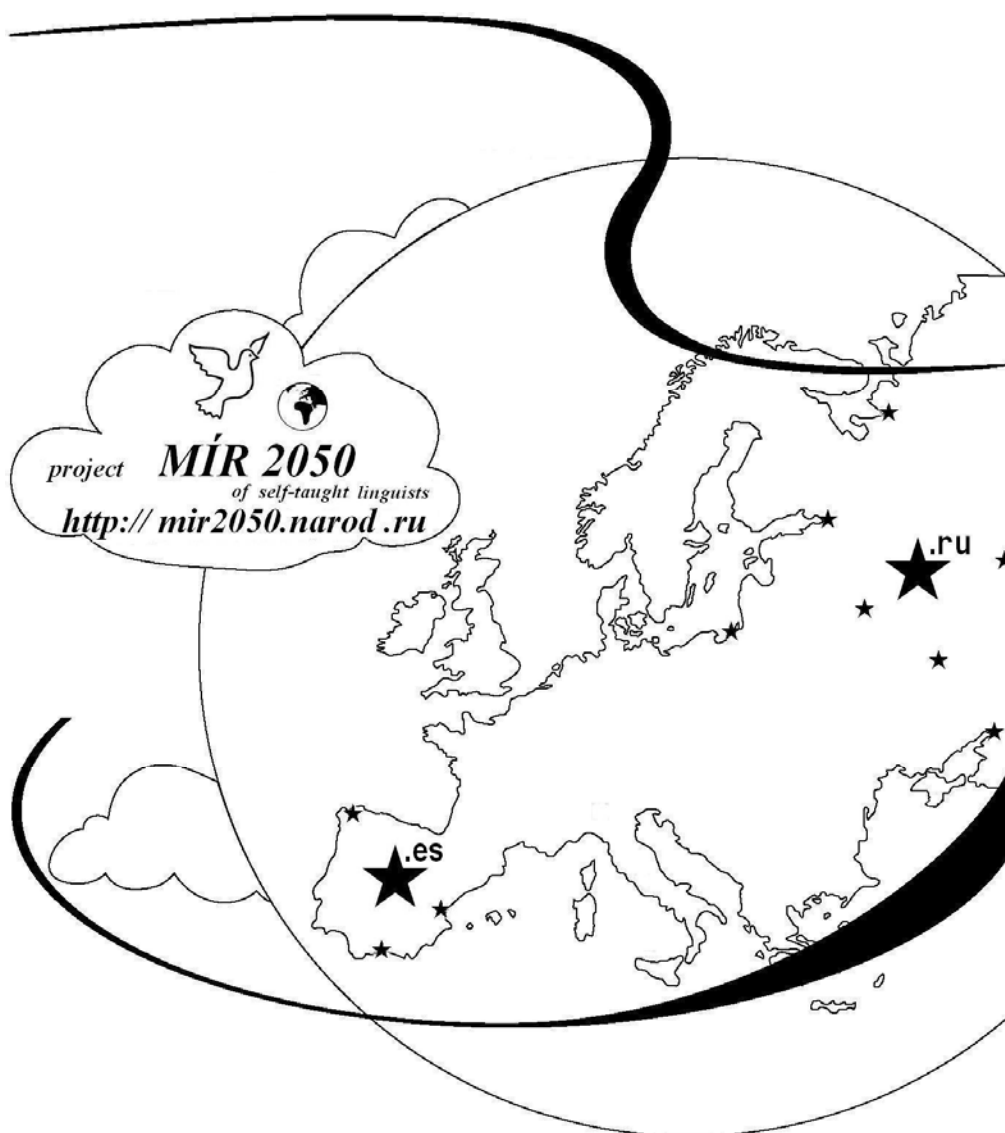 project MÍR 2050
of self-taught linguists
http:// mir2050.narod .ru
.ru
.es